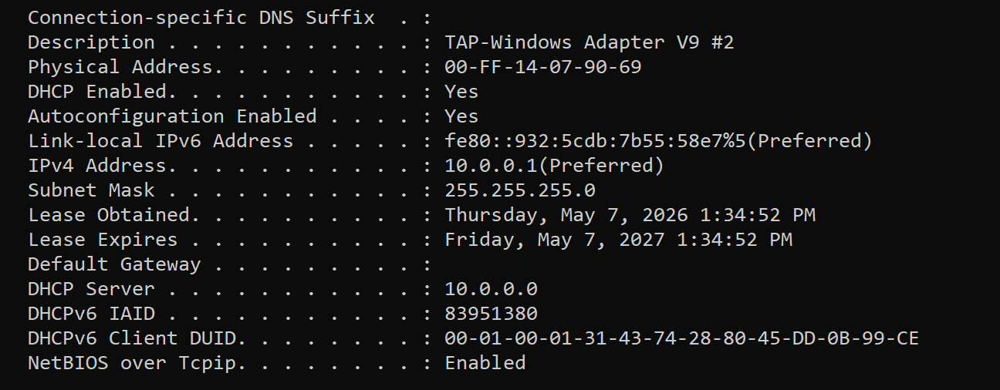 Connection-specific DNS Suffix  . :
Description . . . . . . . . . . . : TAP-Windows Adapter V9 #2
Physical Address. . . . . . . . . : 00-FF-14-07-90-69
DHCP Enabled. . . . . . . . . . . : Yes
Autoconfiguration Enabled . . . . : Yes
Link-local IPv6 Address . . . . . : fe80::932:5cdb:7b55:58e7%5(Preferred)
IPv4 Address. . . . . . . . . . . : 10.0.0.1(Preferred)
Subnet Mask . . . . . . . . . . . : 255.255.255.0
Lease Obtained. . . . . . . . . . : Thursday, May 7, 2026 1:34:52 PM
Lease Expires . . . . . . . . . . : Friday, May 7, 2027 1:34:52 PM
Default Gateway . . . . . . . . . :
DHCP Server . . . . . . . . . . . : 10.0.0.0
DHCPv6 IAID . . . . . . . . . . . : 83951380
DHCPv6 Client DUID. . . . . . . . : 00-01-00-01-31-43-74-28-80-45-DD-0B-99-CE
NetBIOS over Tcpip. . . . . . . . : Enabled